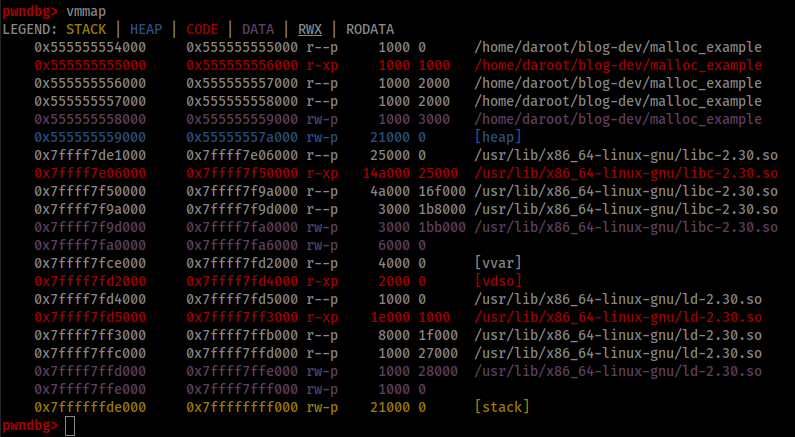 pwndbg> vmmap
LEGEND: STACK | HEAP | CODE | DATA | RWX | RODATA
0x555555554000 0x555555555000 r--p 1000 0 /home/daroot/blog-dev/malloc_example
0x555555555000 0x555555556000 r-xp 1000 1000 /home/daroot/blog-dev/malloc_example
0x555555556000 0x555555557000 r--p 1000 2000 /home/daroot/blog-dev/malloc_example
0x555555557000 0x555555558000 r--p 1000 2000 /home/daroot/blog-dev/malloc_example
0x555555558000 0x555555559000 rw-p 1000 3000 /home/daroot/blog-dev/malloc_example
0x555555559000 0x55555557a000 rw-p 21000 0 [heap]
0x7ffff7de1000 0x7ffff7e06000 r--p 25000 0 /usr/lib/x86_64-linux-gnu/libc-2.30.so
0x7ffff7e06000 0x7ffff7f50000 r-xp 14a000 25000 /usr/lib/x86_64-linux-gnu/libc-2.30.so
0x7ffff7f50000 0x7ffff7f9a000 r--p 4a000 16f000 /usr/lib/x86_64-linux-gnu/libc-2.30.so
0x7ffff7f9a000 0x7ffff7f9d000 r--p 3000 1b8000 /usr/lib/x86_64-linux-gnu/libc-2.30.so
0x7ffff7f9d000 0x7ffff7fa0000 rw-p 3000 1bb000 /usr/lib/x86_64-linux-gnu/libc-2.30.so
0x7ffff7fa0000 0x7ffff7fa6000 rw-p 6000 0
0x7ffff7fce000 0x7ffff7fd2000 r--p 4000 0 [vvar]
0x7ffff7fd2000 0x7ffff7fd4000 r-xp 2000 0 [vdso]
0x7ffff7fd4000 0x7ffff7fd5000 r--p 1000 0 /usr/lib/x86_64-linux-gnu/ld-2.30.so
0x7ffff7fd5000 0x7ffff7ff3000 r-xp 1e000 1000 /usr/lib/x86_64-linux-gnu/ld-2.30.so
0x7ffff7ff3000 0x7ffff7ffb000 r--p 8000 1f000 /usr/lib/x86_64-linux-gnu/ld-2.30.so
0x7ffff7ffc000 0x7ffff7ffd000 r--p 1000 27000 /usr/lib/x86_64-linux-gnu/ld-2.30.so
0x7ffff7ffd000 0x7ffff7ffe000 rw-p 1000 28000 /usr/lib/x86_64-linux-gnu/ld-2.30.so
0x7ffff7ffe000 0x7ffff7fff000 rw-p 1000 0
0x7ffffffde000 0x7ffffffff000 rw-p 21000 0 [stack]
pwndbg>